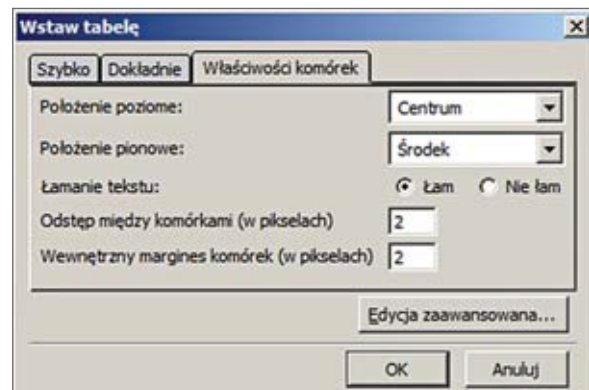 Wstaw tabelę
Szybko Dokładnie Właściwości komórek
Położenie poziome: Centrum
Położenie pionowe: Środek
Łamanie tekstu: Łam Nie łam
Odstęp między komórkami (w pikselach) 2
Wewnętrzny margines komórek (w pikselach) 2
Edycja zaawansowana...
OK Anuluj